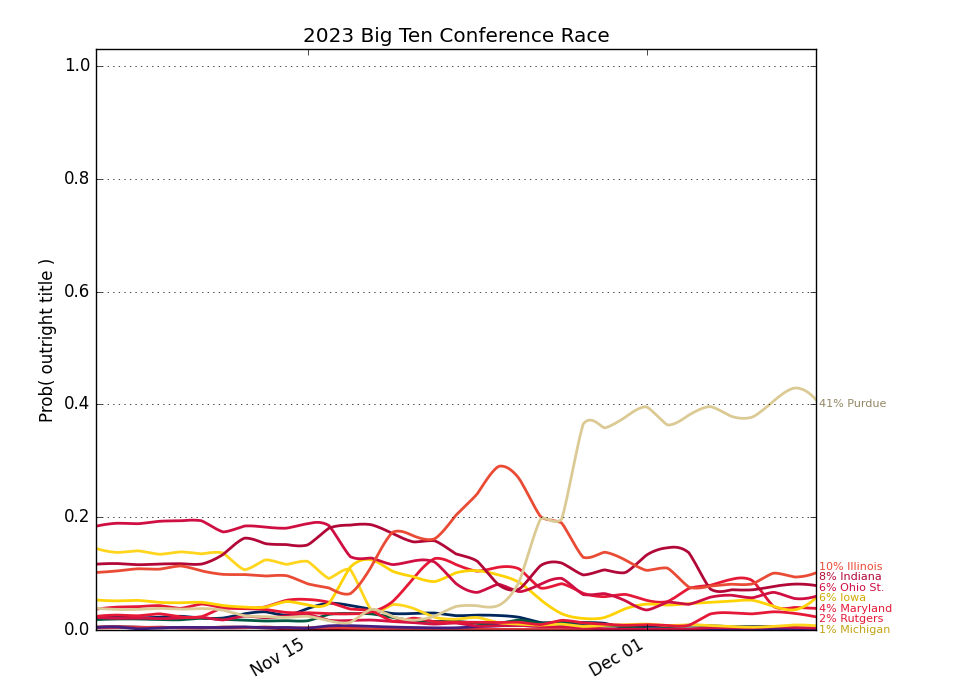 2023 Big Ten Conference Race
Prob( outright title )
1.0
0.8
0.6
0.4
0.2
0.0
Nov 15
Dec 01
41% Purdue
10% Illinois
8% Indiana
6% Ohio St.
6% Iowa
4% Maryland
2% Rutgers
1% Michigan